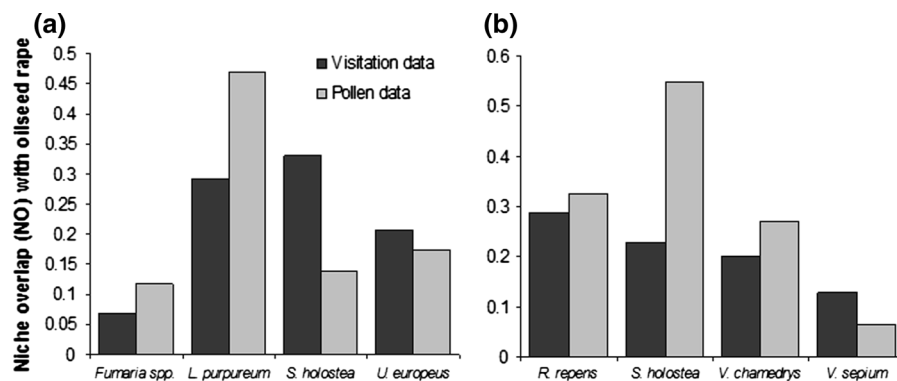 (a)
(b)
Niche overlap (NO) with oilseed rape
0.5
0.45
0.4
0.35
0.3
0.25
0.2
0.15
0.1
0.05
0
Visitation data
Pollen data
Fumaria spp. L. purpureum S. holostea U. europeus
0.6
0.5
0.4
0.3
0.2
0.1
0
R. repens S. holostea V. chamedrys V. sepium